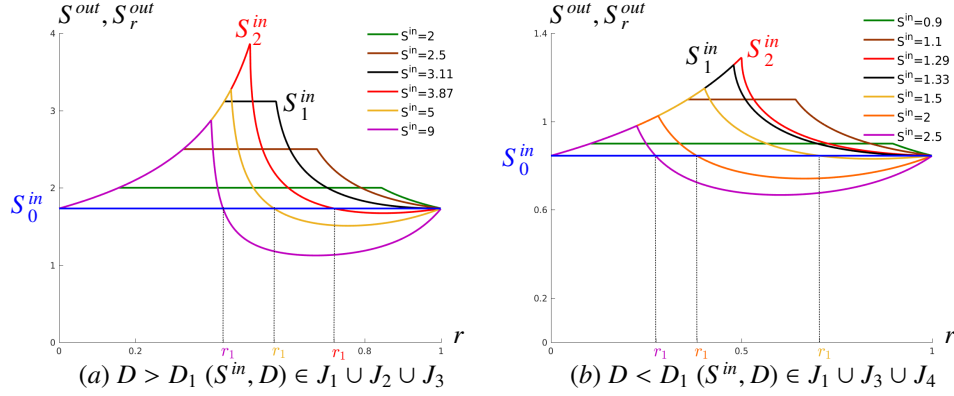 S^out, S_r^out
S_2^in
S_1^in
S_0^in
S^in=2
S^in=2.5
S^in=3.11
S^in=3.87
S^in=5
S^in=9
4
3
2
1
0
0
0.2
0.8
1
r_1
r_1
r_1
r
(a) D > D_1 (S^in, D) ∈ J_1 ∪ J_2 ∪ J_3
S^out, S_r^out
S_1^in
S_2^in
S_0^in
S^in=0.9
S^in=1.1
S^in=1.29
S^in=1.33
S^in=1.5
S^in=2
S^in=2.5
1.4
1
0.6
0.2
0
0
0.5
1
r_1
r_1
r_1
r
(b) D < D_1 (S^in, D) ∈ J_1 ∪ J_3 ∪ J_4